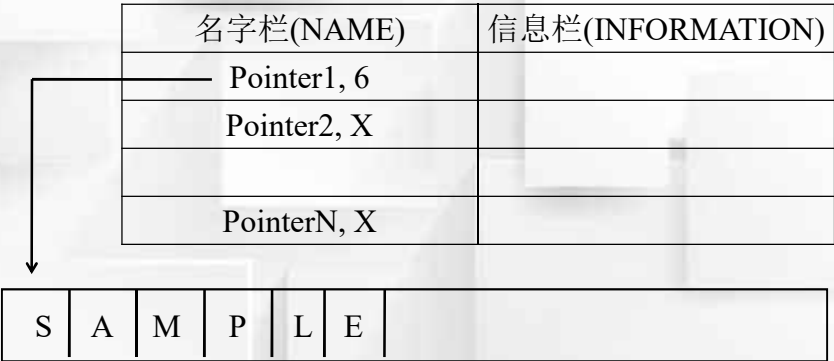 名字栏(NAME) 信息栏(INFORMATION)
Pointer1, 6
Pointer2, X
PointerN, X
S A M P L E